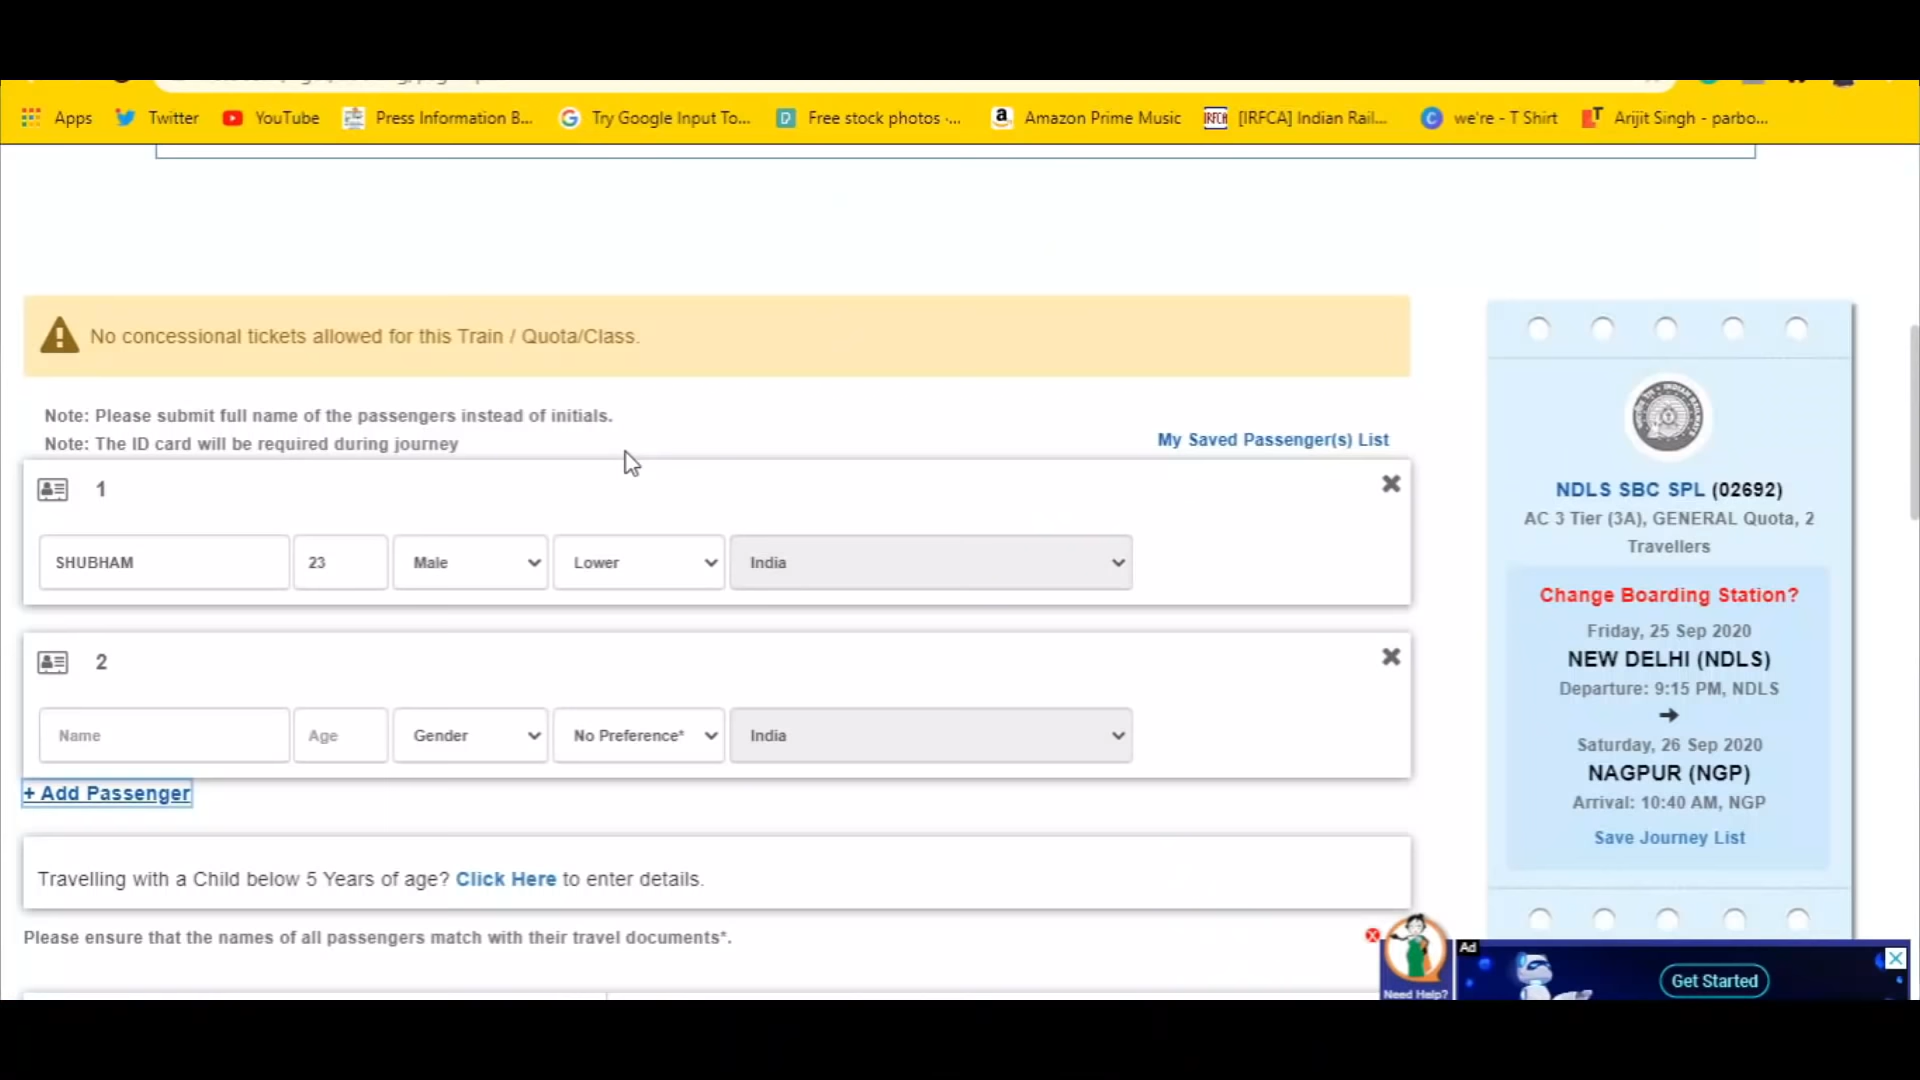 Apps
Twitter
YouTube
Press Information B...
Try Google Input To...
Free stock photos ·...
Amazon Prime Music
IRFCA
[IRFCA] Indian Rail...
we're - T Shirt
Arijit Singh - parbo...
No concessional tickets allowed for this Train / Quota/Class.
Note: Please submit full name of the passengers instead of initials.
Note: The ID card will be required during journey
My Saved Passenger(s) List
1
SHUBHAM
23
Male
Lower
India
2
Name
Age
Gender
No Preference*
India
+ Add Passenger
Travelling with a Child below 5 Years of age? Click Here to enter details.
Please ensure that the names of all passengers match with their travel documents*.
NDLS SBC SPL (02692)
AC 3 Tier (3A), GENERAL Quota, 2
Travellers
Change Boarding Station?
Friday, 25 Sep 2020
NEW DELHI (NDLS)
Departure: 9:15 PM, NDLS
Saturday, 26 Sep 2020
NAGPUR (NGP)
Arrival: 10:40 AM, NGP
Save Journey List
Need Help?
Ad
Get Started